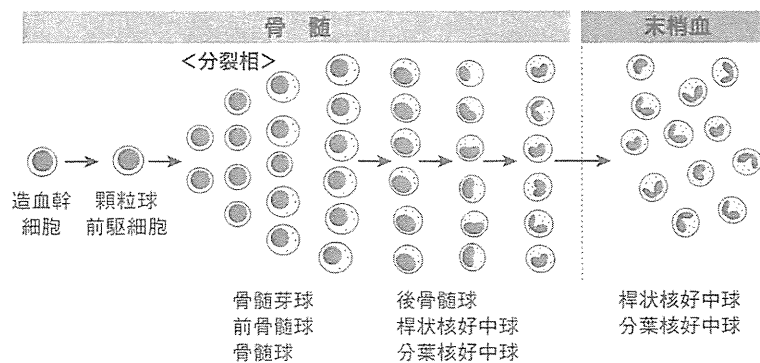 骨 髄
末梢血
<分裂相>
造血幹
細胞
顆粒球
前駆細胞
骨髄芽球
前骨髄球
骨髄球
後骨髄球
桿状核好中球
分葉核好中球
桿状核好中球
分葉核好中球